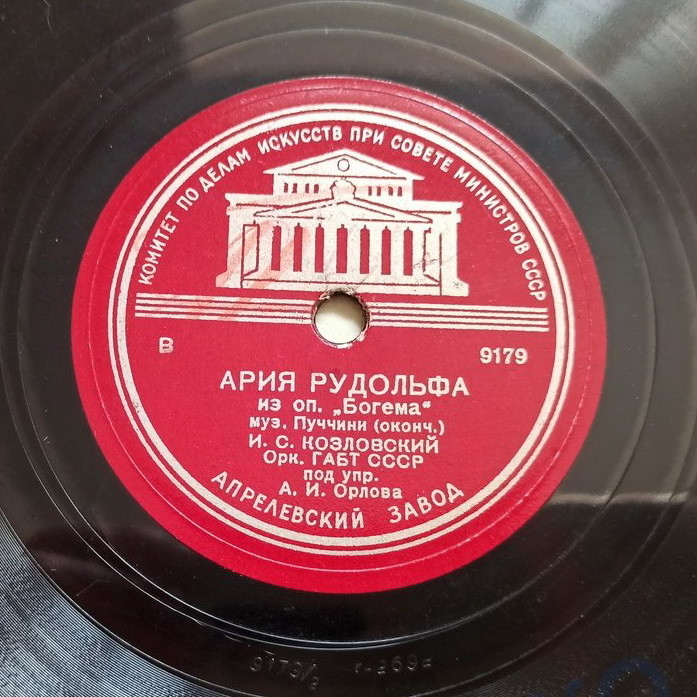 КОМИТЕТ ПО ДЕЛАМ ИСКУССТВ ПРИ СОВЕТЕ МИНИСТРОВ СССР
В 9179
АРИЯ РУДОЛЬФА
из оп. „Богема“
муз. Пуччини (оконч.)
И. С. КОЗЛОВСКИЙ
Орк. ГАБТ СССР
под упр.
А. И. Орлова
АПРЕЛЕВСКИЙ ЗАВОД